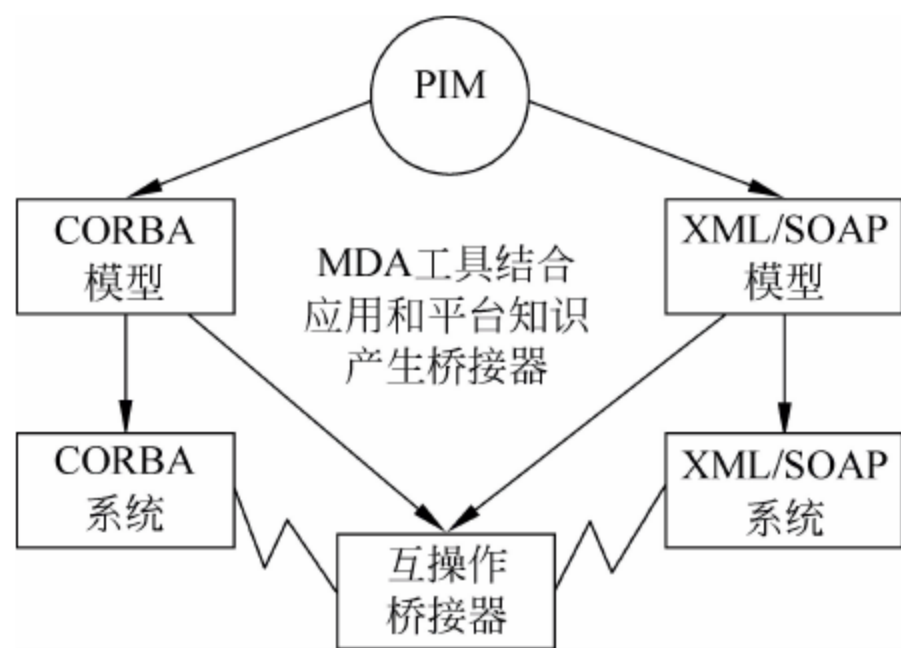 PIM
CORBA
模型
XML/SOAP
模型
MDA工具结合
应用和平台知识
产生桥接器
CORBA
系统
XML/SOAP
系统
互操作
桥接器